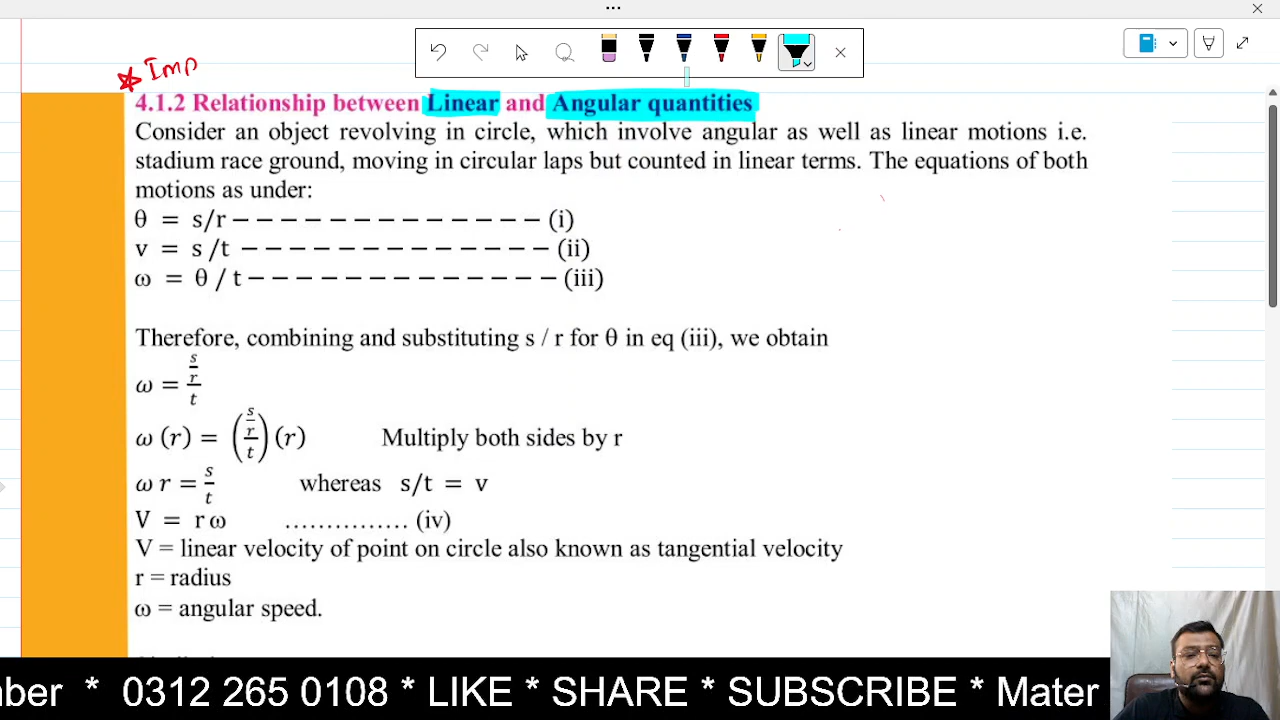 Imp
4.1.2 Relationship between Linear and Angular quantities
Consider an object revolving in circle, which involve angular as well as linear motions i.e.
stadium race ground, moving in circular laps but counted in linear terms. The equations of both
motions as under:
θ = s/r – – – – – – – – – – – – (i)
v = s /t – – – – – – – – – – – – (ii)
ω = θ / t – – – – – – – – – – – – (iii)
Therefore, combining and substituting s / r for θ in eq (iii), we obtain
ω = s/r/t
ω (r) = (s/r/t) (r) Multiply both sides by r
ω r = s/t whereas s/t = v
V = r ω …………… (iv)
V = linear velocity of point on circle also known as tangential velocity
r = radius
ω = angular speed.
mber * 0312 265 0108 * LIKE * SHARE * SUBSCRIBE * Mater